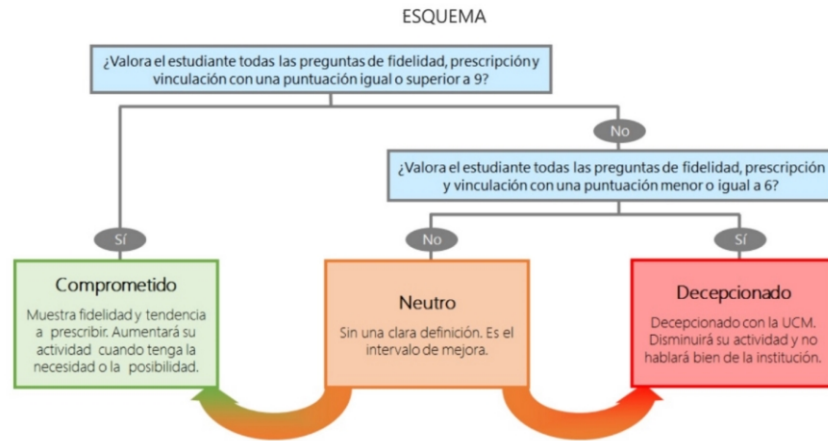 ESQUEMA
¿Valora el estudiante todas las preguntas de fidelidad, prescripción y
vinculación con una puntuación igual o superior a 9?
No
¿Valora el estudiante todas las preguntas de fidelidad, prescripción
y vinculación con una puntuación menor o igual a 6?
Sí
No
Sí
Comprometido
Muestra fidelidad y tendencia
a prescribir. Aumentará su
actividad cuando tenga la
necesidad o la posibilidad.
Neutro
Sin una clara definición. Es el
intervalo de mejora.
Decepcionado
Decepcionado con la UCM.
Disminuirá su actividad y no
hablará bien de la institución.